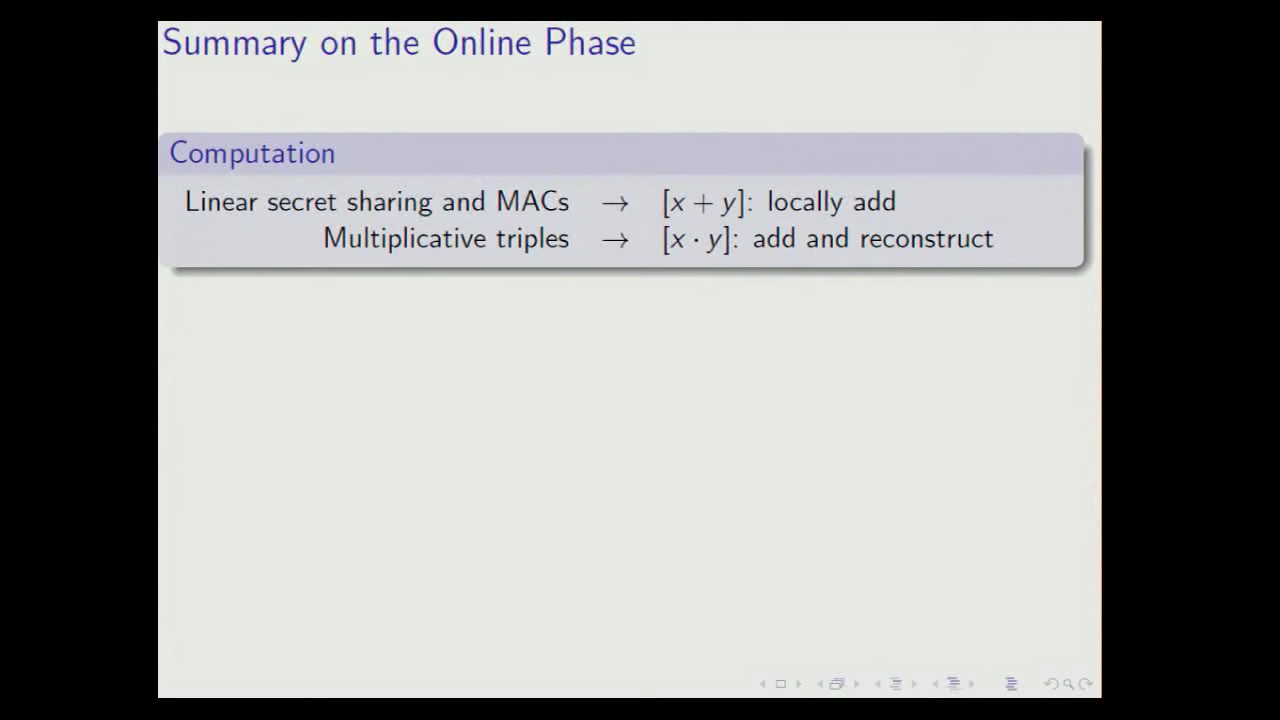 Summary on the Online Phase
Computation
Linear secret sharing and MACs → [x + y]: locally add
Multiplicative triples → [x · y]: add and reconstruct